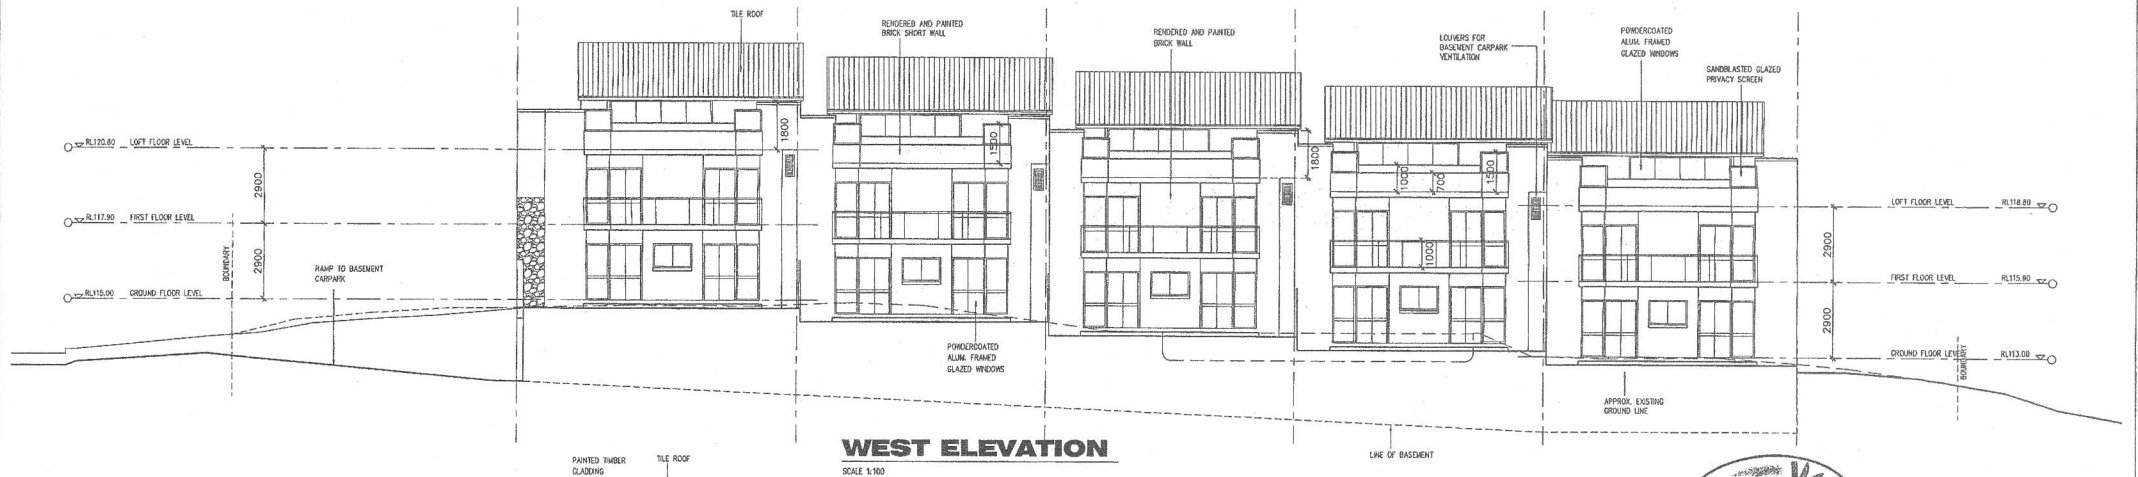 TILE ROOF
RENDERED AND PAINTED
BRICK SHORT WALL
RENDERED AND PAINTED
BRICK WALL
LOUVERS FOR
BASEMENT CARPARK
VENTILATION
POWDERCOATED
ALUM. FRAMED
GLAZED WINDOWS
SANDBLASTED GLAZED
PRIVACY SCREEN
RL120.80 LOFT FLOOR LEVEL
2900
RL117.90 FIRST FLOOR LEVEL
2900
RL115.00 GROUND FLOOR LEVEL
BOUNDARY
RAMP TO BASEMENT
CARPARK
1800
1500
1800
1000
700
1500
1000
LOFT FLOOR LEVEL RL118.80
2900
FIRST FLOOR LEVEL RL115.90
2900
GROUND FLOOR LEVEL RL113.00
BOUNDARY
POWDERCOATED
ALUM. FRAMED
GLAZED WINDOWS
APPROX. EXISTING
GROUND LINE
LINE OF BASEMENT
WEST ELEVATION
SCALE 1:100
PAINTED TIMBER
CLADDING
TILE ROOF